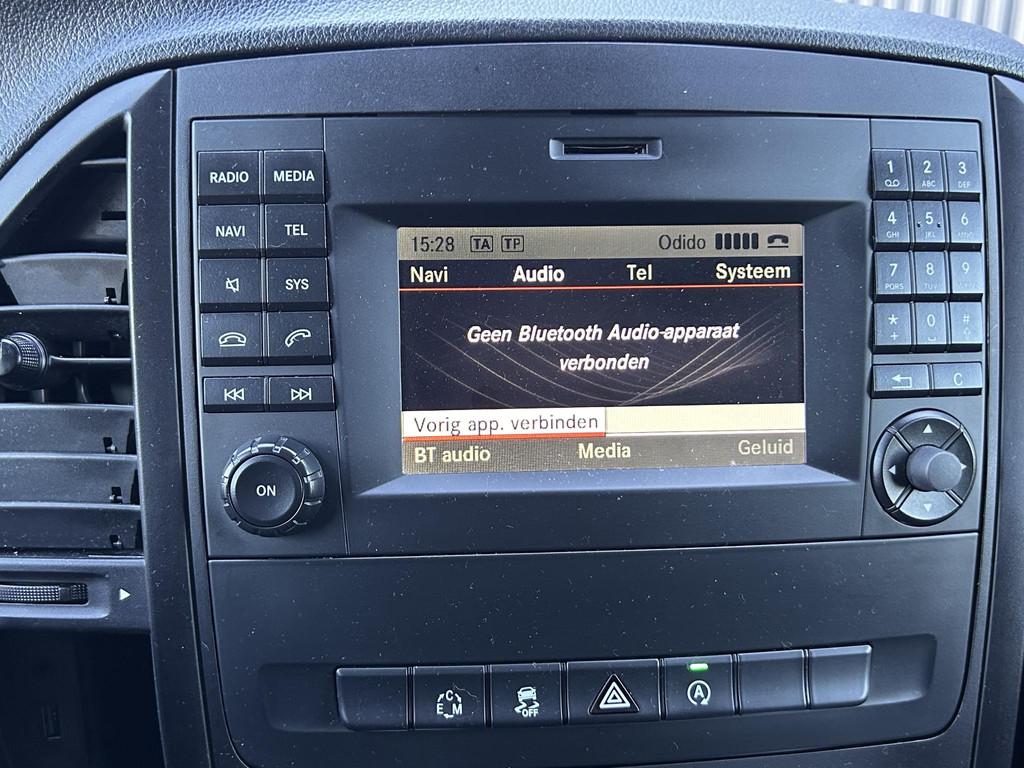 RADIO MEDIA
NAVI TEL
SYS
ON
15:28 TA TP Odido
Navi Audio Tel Systeem
Geen Bluetooth Audio-apparaat
verbonden
Vorig app. verbinden
BT audio Media Geluid
1 2 3
ABC DEF
4 5 6
GHI JKL MNO
7 8 9
PQRS TUV
* 0 #
+
C
C
E M
OFF
A